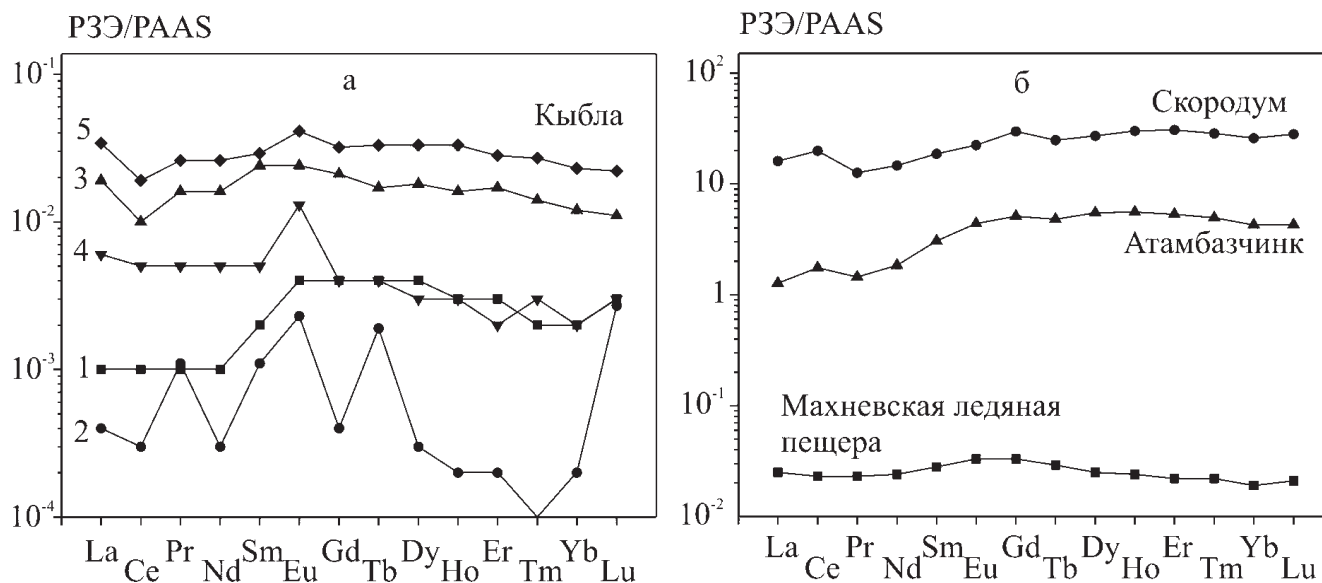 РЗЭ/PAAS
а
Кыбла
10⁻¹
10⁻²
10⁻³
10⁻⁴
5
3
4
1
2
La Ce Pr Nd Sm Eu Gd Tb Dy Ho Er Tm Yb Lu
РЗЭ/PAAS
б
Скородум
Атамбазчинк
Махневская ледяная
пещера
10²
10
1
10⁻¹
10⁻²
La Ce Pr Nd Sm Eu Gd Tb Dy Ho Er Tm Yb Lu